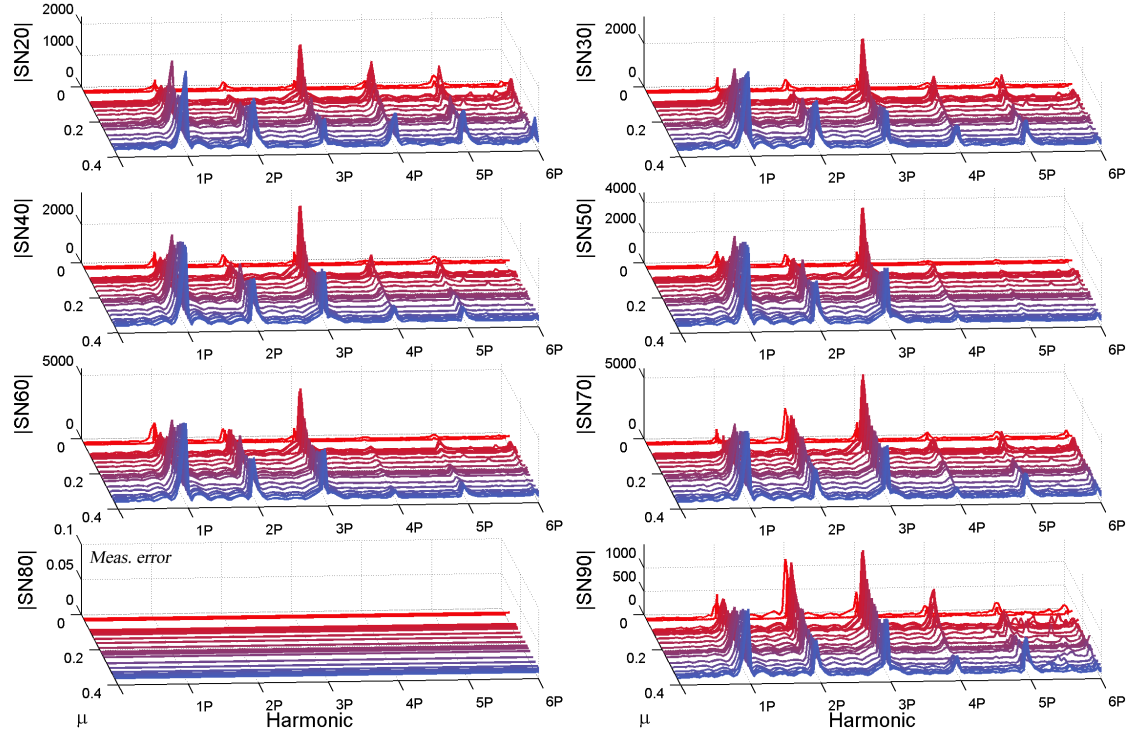 |SN20|
2000
1000
0
0
0.2
0.4
1P
2P
3P
4P
5P
6P
|SN30|
2000
0
0
0.2
0.4
1P
2P
3P
4P
5P
6P
|SN40|
2000
0
0
0.2
0.4
1P
2P
3P
4P
5P
6P
|SN50|
4000
2000
0
0
0.2
0.4
1P
2P
3P
4P
5P
6P
|SN60|
5000
0
0
0.2
0.4
1P
2P
3P
4P
5P
6P
|SN70|
5000
0
0
0.2
0.4
1P
2P
3P
4P
5P
6P
|SN80|
0.1
0.05
0
0
0.2
0.4
Meas. error
1P
2P
3P
4P
5P
6P
μ
Harmonic
|SN90|
1000
500
0
0
0.2
0.4
1P
2P
3P
4P
5P
6P
μ
Harmonic